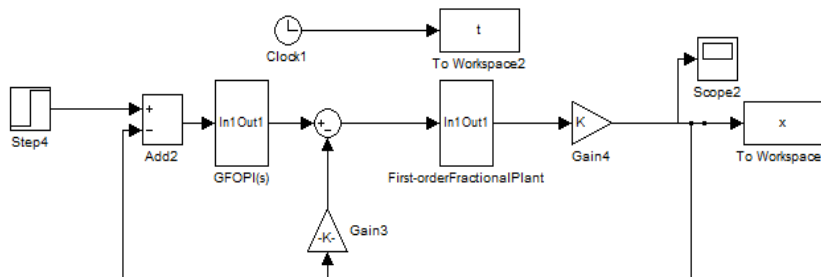 t
Clock1
To Workspace2
Scope2
Step4
+
−
Add2
In1Out1
GFOPI(s)
+
−
In1Out1
First-orderFractionalPlant
K
Gain4
x
To Workspace
-K-
Gain3